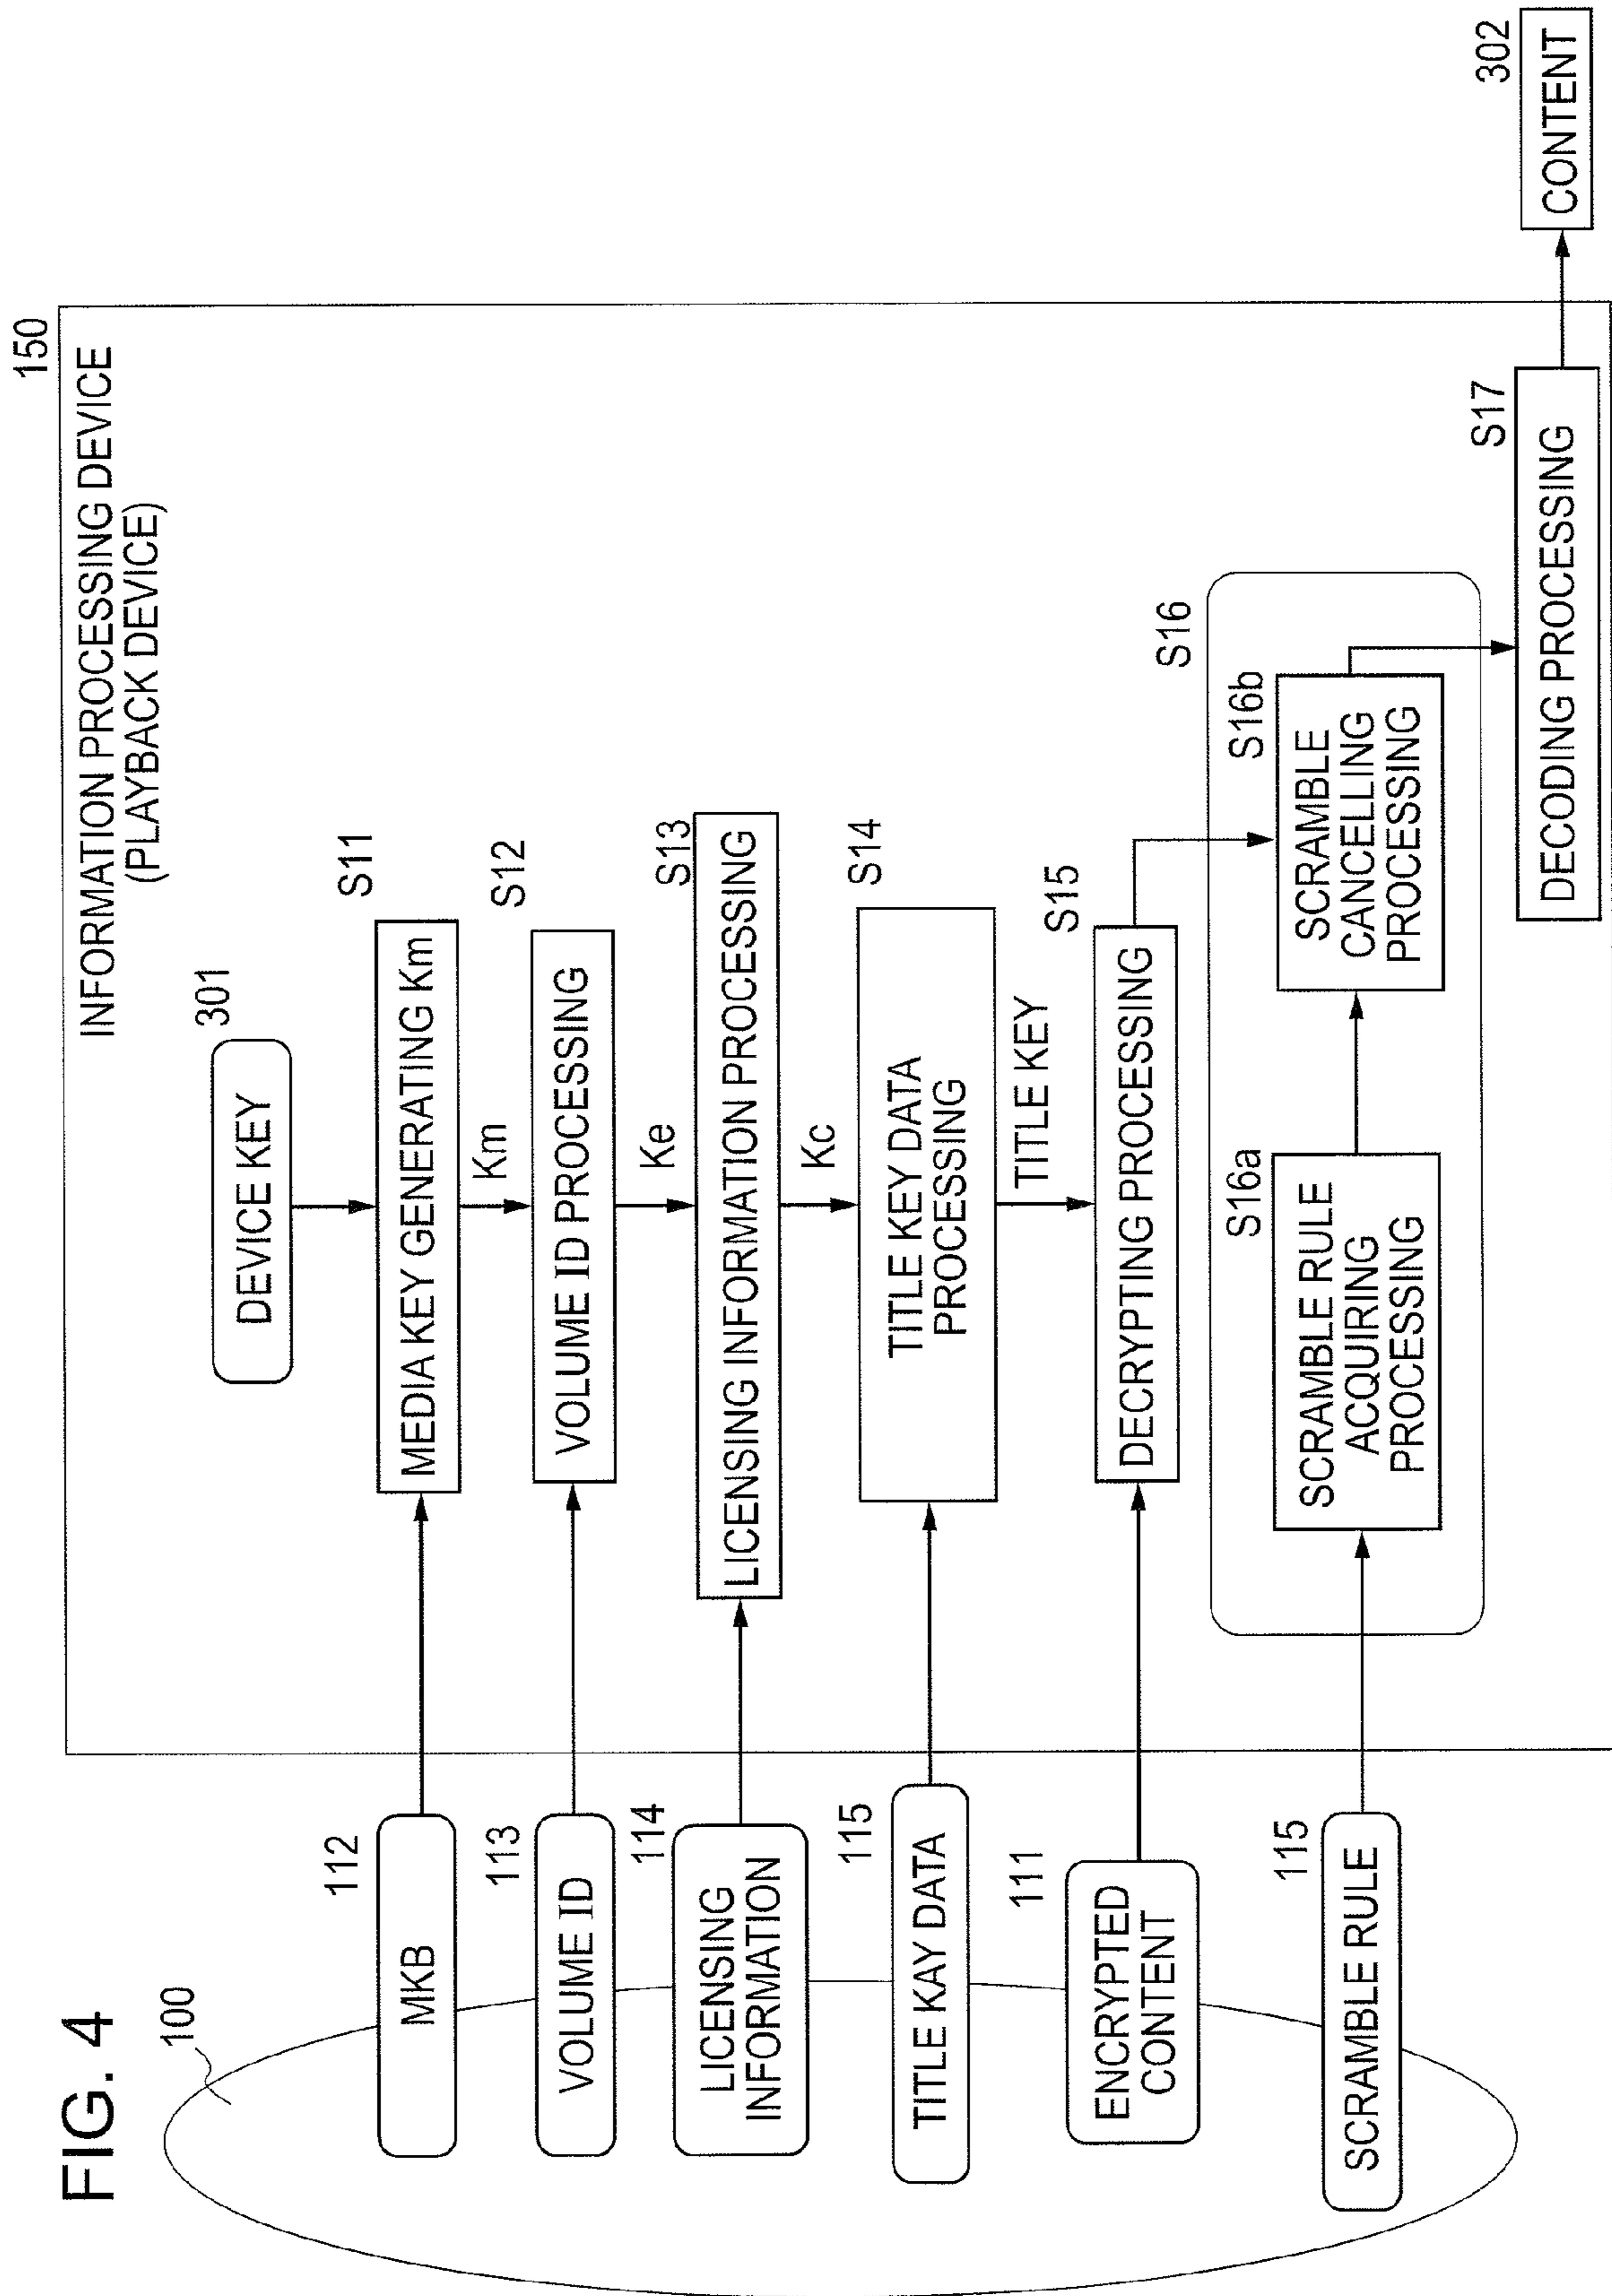 FIG. 4
100
150
INFORMATION PROCESSING DEVICE
(PLAYBACK DEVICE)
301
DEVICE KEY
112
MKB
S11
MEDIA KEY GENERATING Km
Km
113
VOLUME ID
S12
VOLUME ID PROCESSING
Ke
114
LICENSING
INFORMATION
S13
LICENSING INFORMATION PROCESSING
Kc
115
TITLE KAY DATA
S14
TITLE KEY DATA
PROCESSING
TITLE KEY
111
ENCRYPTED
CONTENT
S15
DECRYPTING PROCESSING
S16
115
SCRAMBLE RULE
S16a
SCRAMBLE RULE
ACQUIRING
PROCESSING
S16b
SCRAMBLE
CANCELLING
PROCESSING
S17
DECODING PROCESSING
302
CONTENT